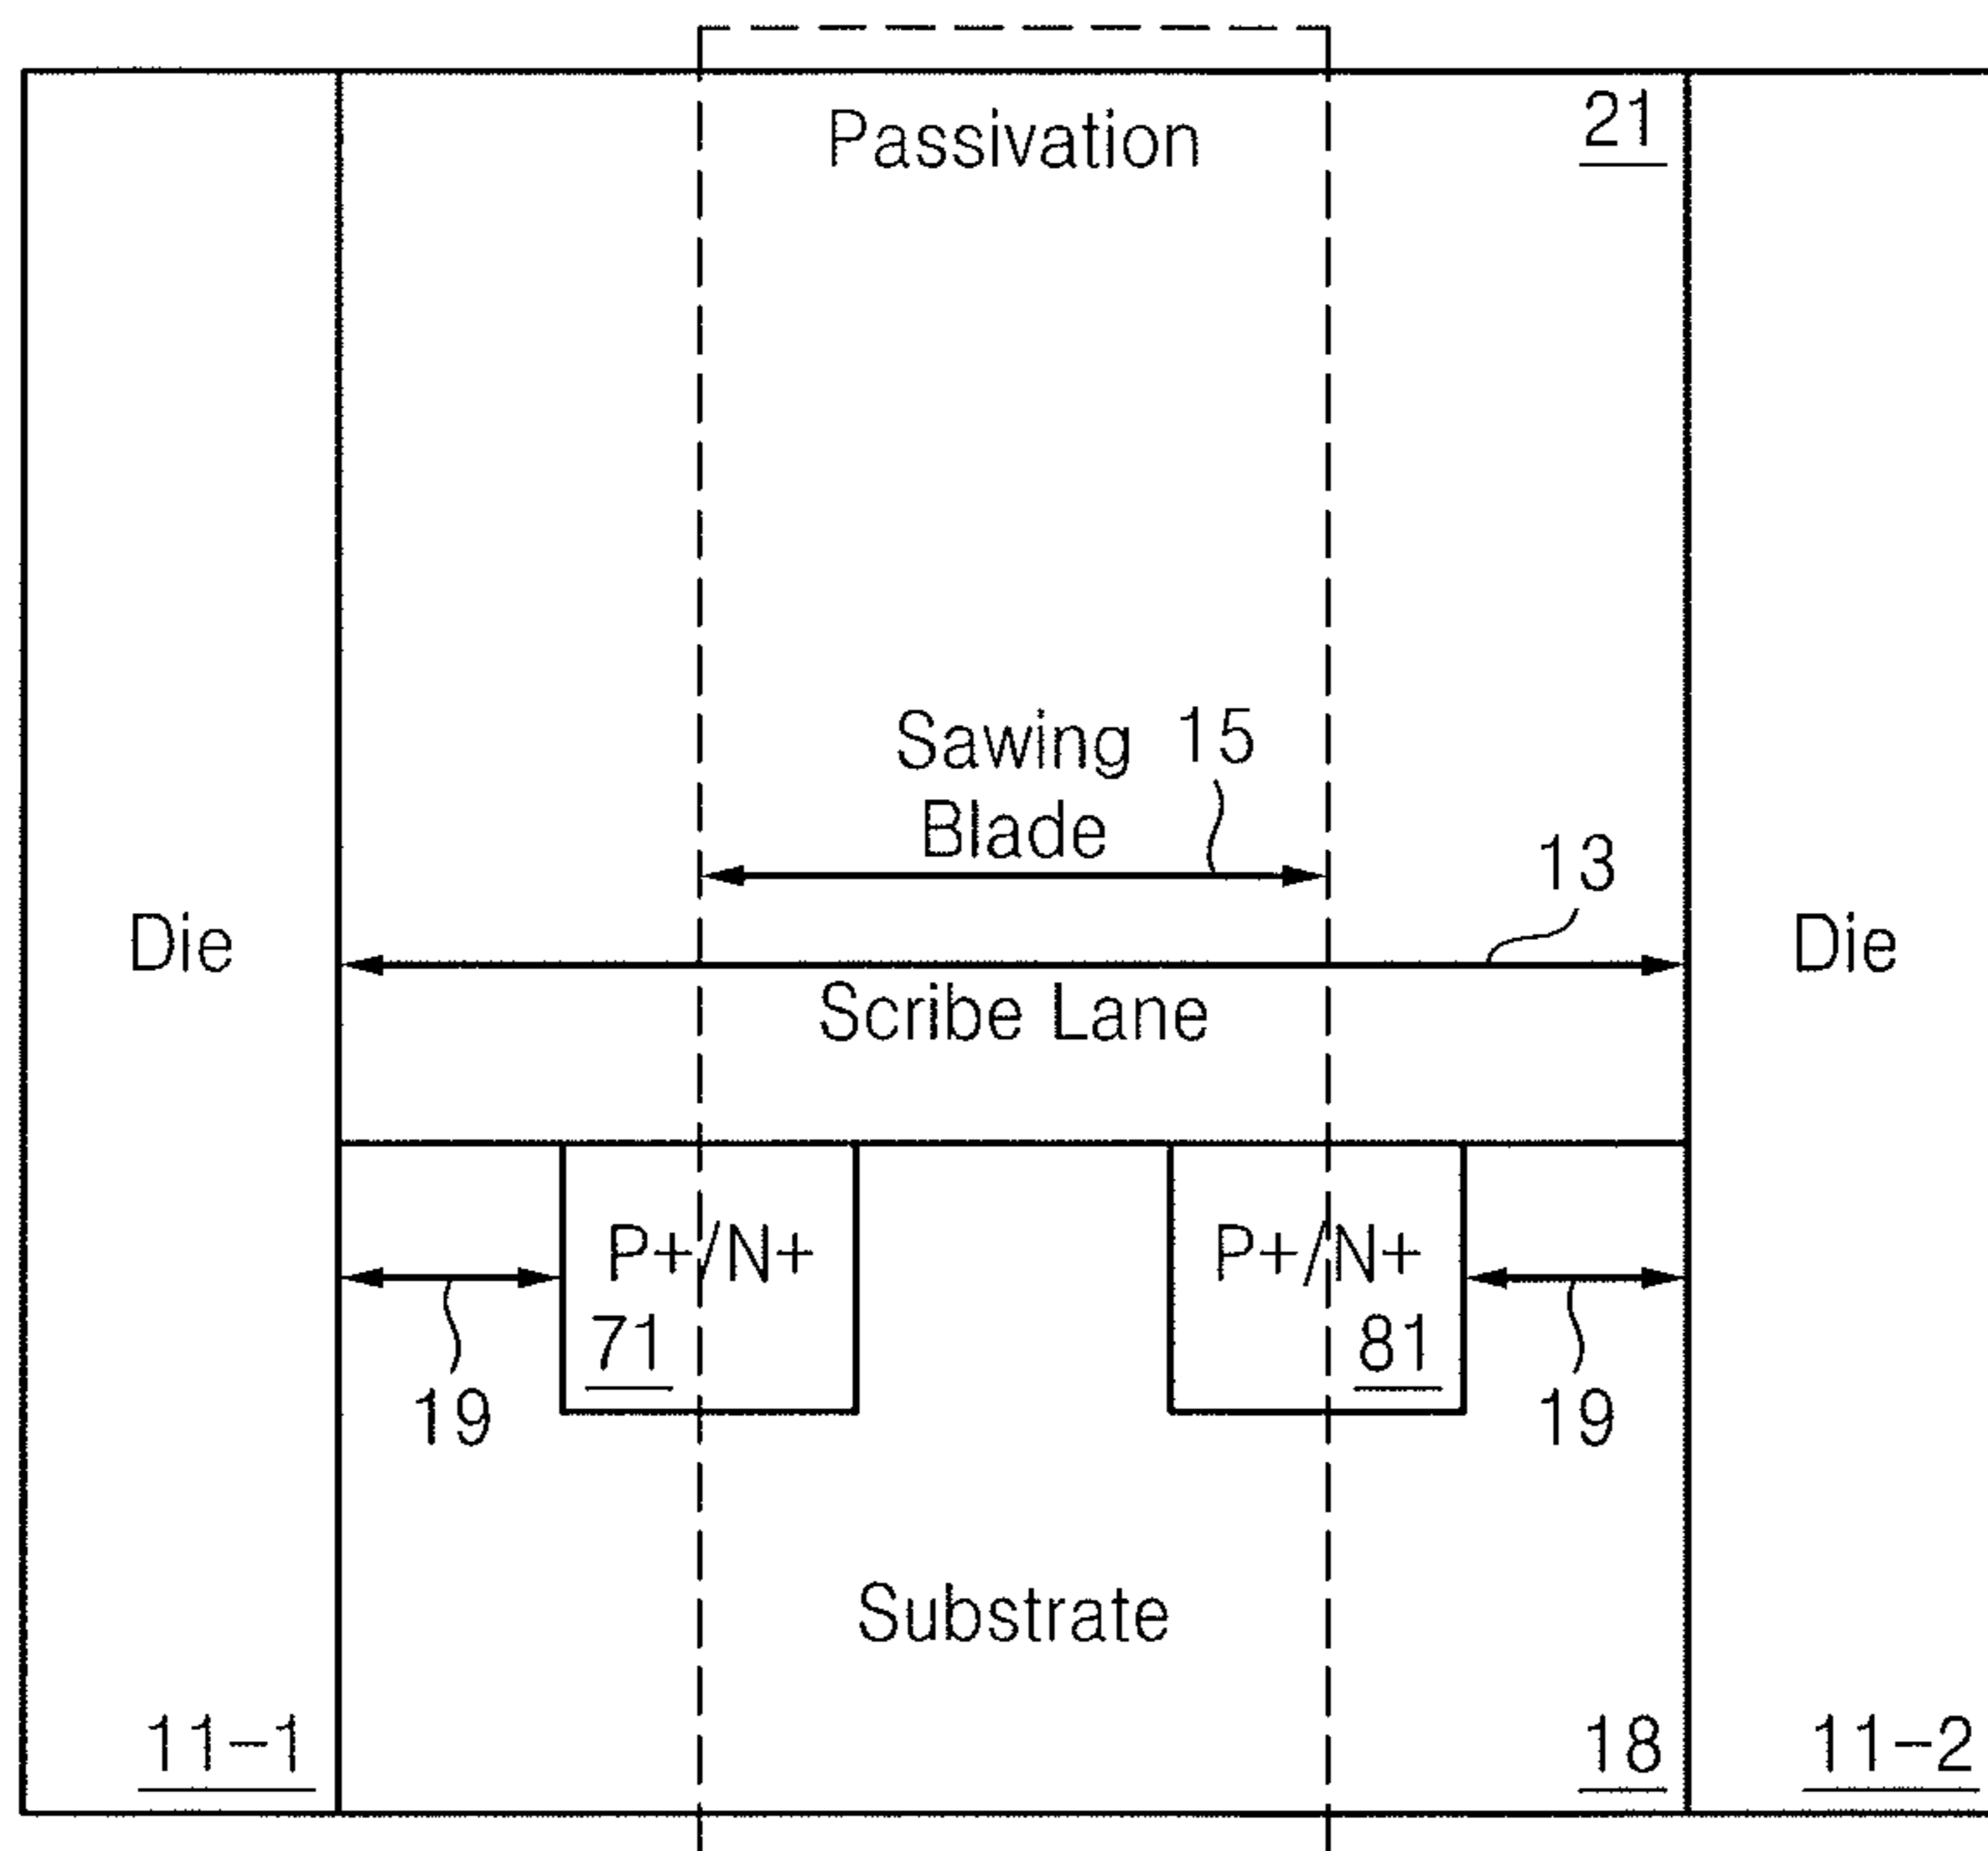 Passivation
21
Sawing 15
Blade
13
Die
Die
Scribe Lane
P+/N+
P+/N+
71
81
19
19
Substrate
11-1
18
11-2